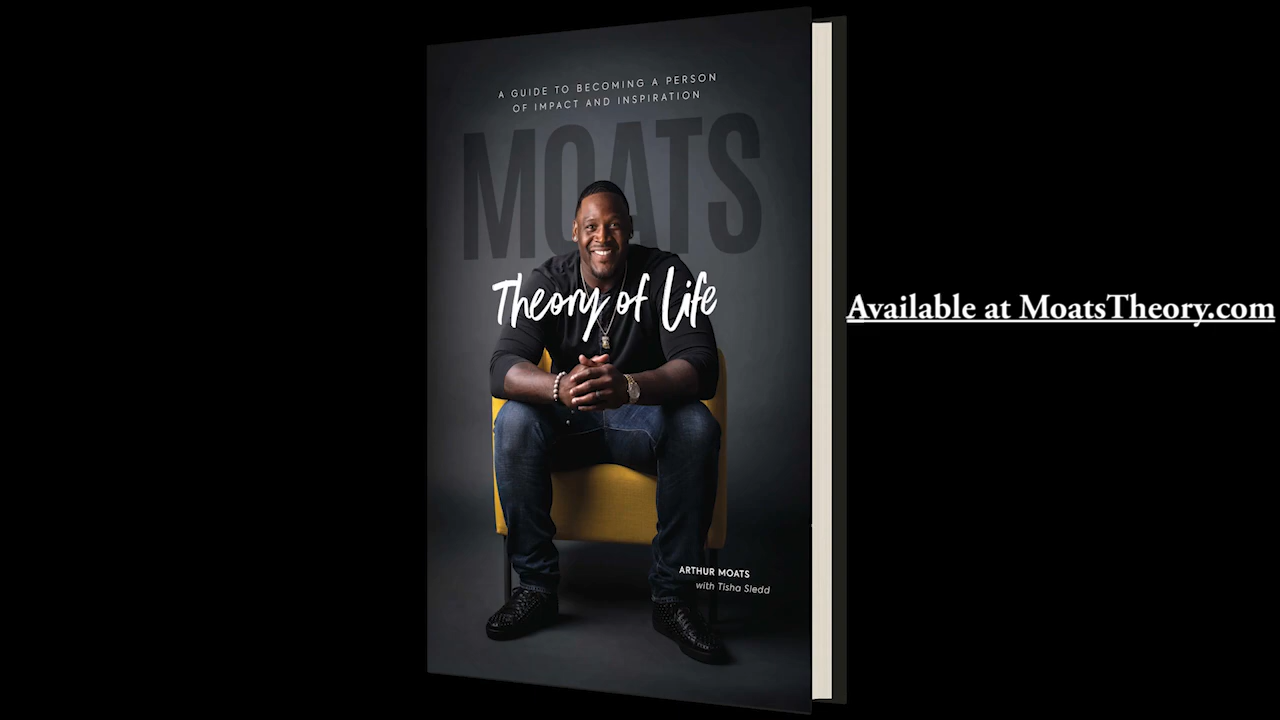 A GUIDE TO BECOMING A PERSON
OF IMPACT AND INSPIRATION
MOATS
Theory of Life
Available at MoatsTheory.com
ARTHUR MOATS
with Tisha Sledd